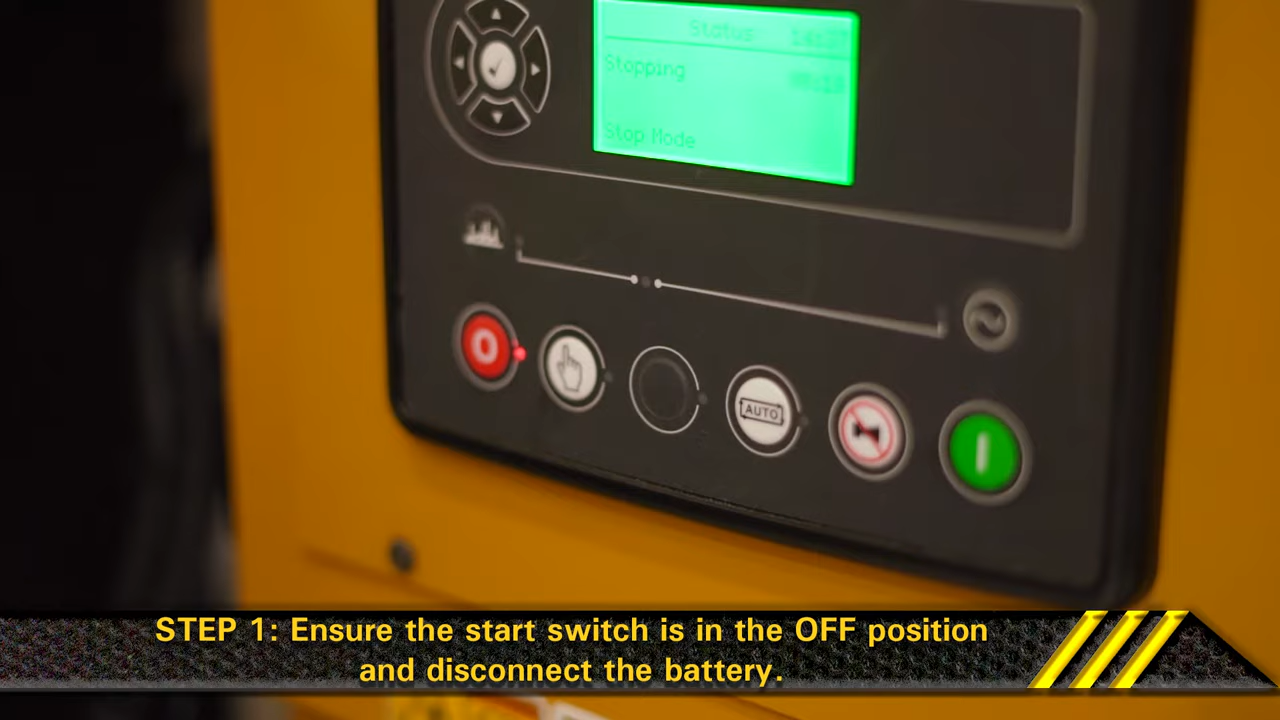 Status
Stopping
Stop Mode
O
AUTO
I
STEP 1: Ensure the start switch is in the OFF position
and disconnect the battery.